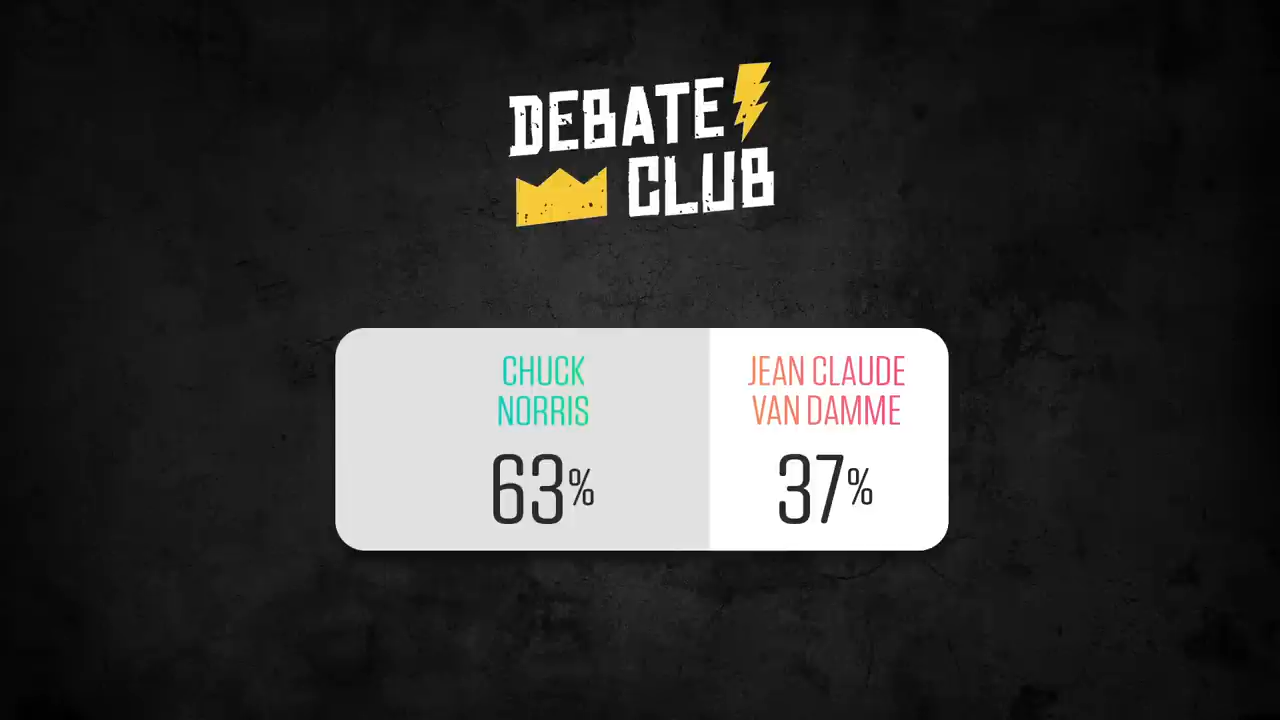 DEBATE
CLUB
CHUCK
NORRIS
63%
JEAN CLAUDE
VAN DAMME
37%